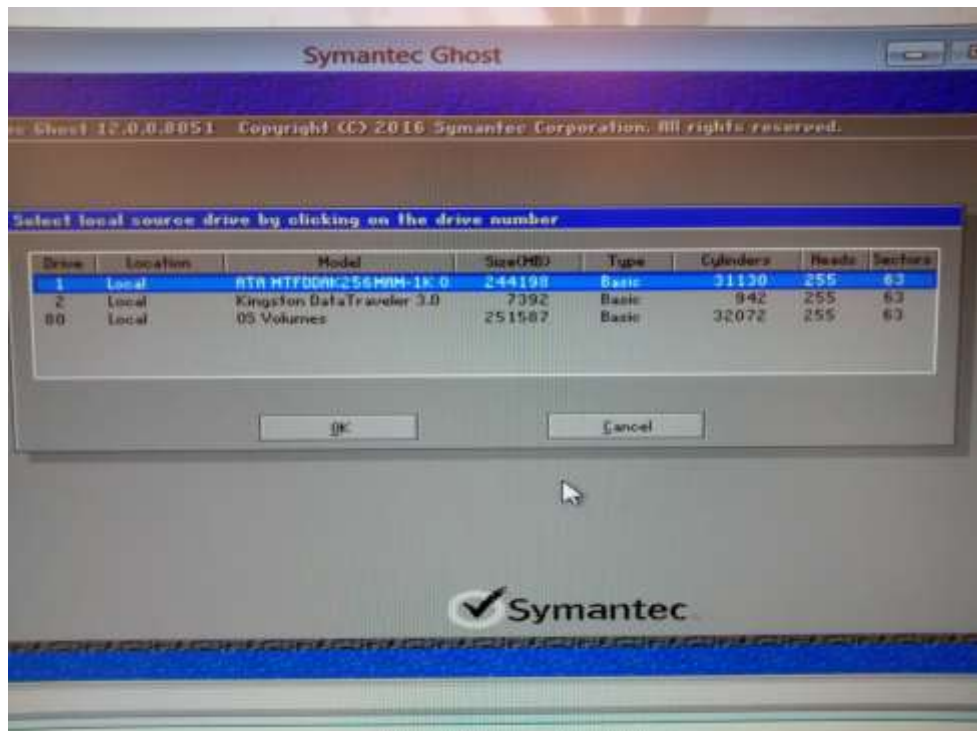 Symantec Ghost
Ghost 12.0.0.8051 Copyright (C) 2016 Symantec Corporation. All rights reserved.
Select local source drive by clicking on the drive number
Drive Location Model Size(MB) Type Cylinders Heads Sectors
1 Local ATA MTFDDAK256MAM-1K 0 244198 Basic 31130 255 63
2 Local Kingston DataTraveler 3.0 7392 Basic 942 255 63
80 Local OS Volumes 251587 Basic 32072 255 63
OK Cancel
Symantec